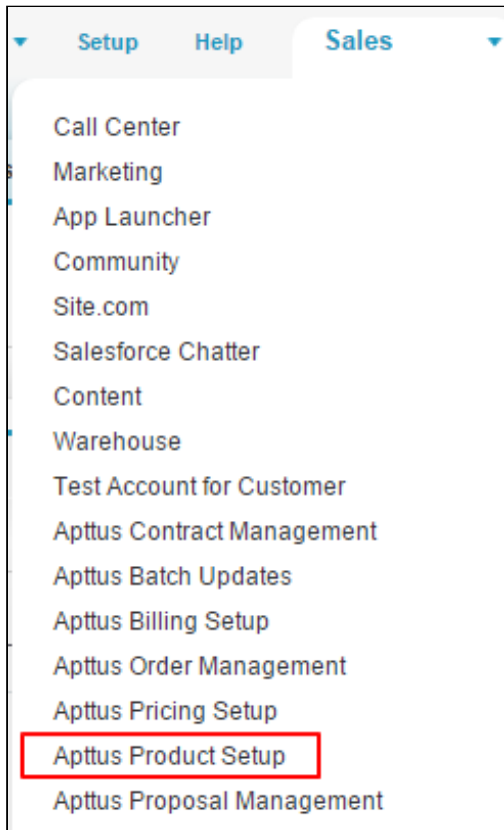 Setup Help Sales
Call Center
Marketing
App Launcher
Community
Site.com
Salesforce Chatter
Content
Warehouse
Test Account for Customer
Apttus Contract Management
Apttus Batch Updates
Apttus Billing Setup
Apttus Order Management
Apttus Pricing Setup
Apttus Product Setup
Apttus Proposal Management